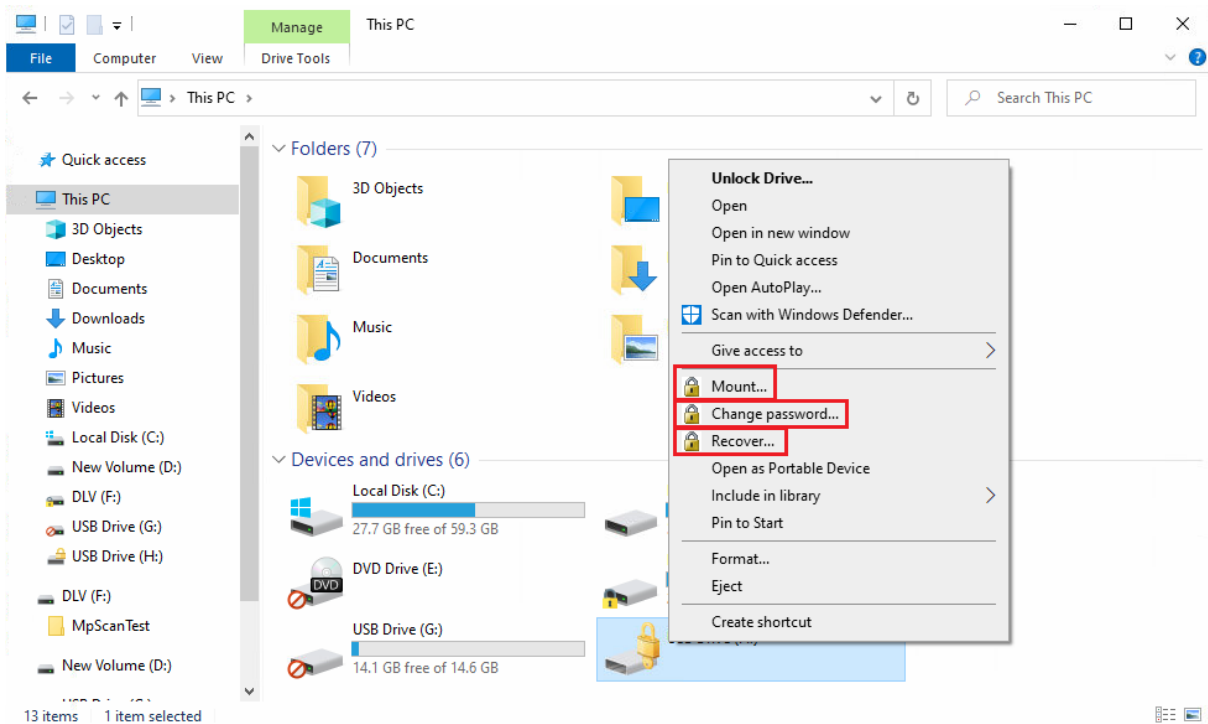 Manage
This PC
File
Computer
View
Drive Tools
This PC
Search This PC
Quick access
This PC
3D Objects
Desktop
Documents
Downloads
Music
Pictures
Videos
Local Disk (C:)
New Volume (D:)
DLV (F:)
USB Drive (G:)
USB Drive (H:)
DLV (F:)
MpScanTest
New Volume (D:)
Folders (7)
3D Objects
Documents
Music
Videos
Devices and drives (6)
Local Disk (C:)
27.7 GB free of 59.3 GB
DVD Drive (E:)
DVD
USB Drive (G:)
14.1 GB free of 14.6 GB
Unlock Drive...
Open
Open in new window
Pin to Quick access
Open AutoPlay...
Scan with Windows Defender...
Give access to
Mount...
Change password...
Recover...
Open as Portable Device
Include in library
Pin to Start
Format...
Eject
Create shortcut
13 items
1 item selected